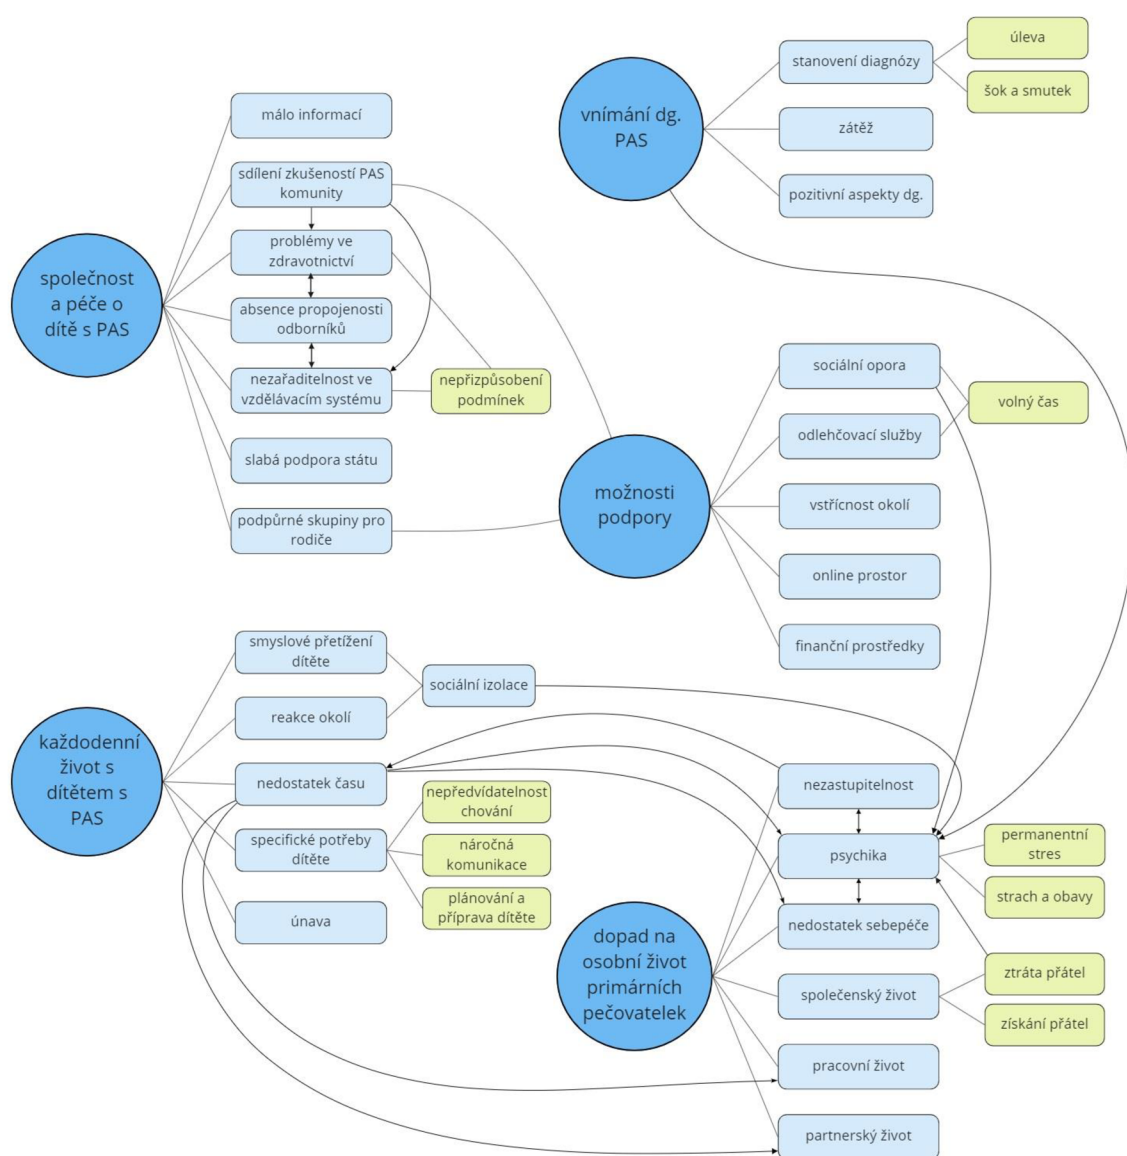 společnost
a péče o
dítě s PAS
málo informací
sdílení zkušeností PAS
komunity
problémy ve
zdravotnictví
absence propojenosti
odborníků
nezařaditelnost ve
vzdělávacím systému
nepřizpůsobení
podmínek
slabá podpora státu
podpůrné skupiny pro
rodiče
vnímání dg.
PAS
stanovení diagnózy
úleva
šok a smutek
zátěž
pozitivní aspekty dg.
možnosti
podpory
sociální opora
odlehčovací služby
volný čas
vstřícnost okolí
online prostor
finanční prostředky
každodenní
život s
dítětem s
PAS
smyslové přetížení
dítěte
reakce okolí
sociální izolace
nedostatek času
specifické potřeby
dítěte
nepředvídatelnost
chování
náročná
komunikace
plánování a
příprava dítěte
únava
dopad na
osobní život
primárních
pečovatelek
nezastupitelnost
psychika
permanentní
stres
strach a obavy
nedostatek sebepéče
společenský život
ztráta přátel
získání přátel
pracovní život
partnerský život